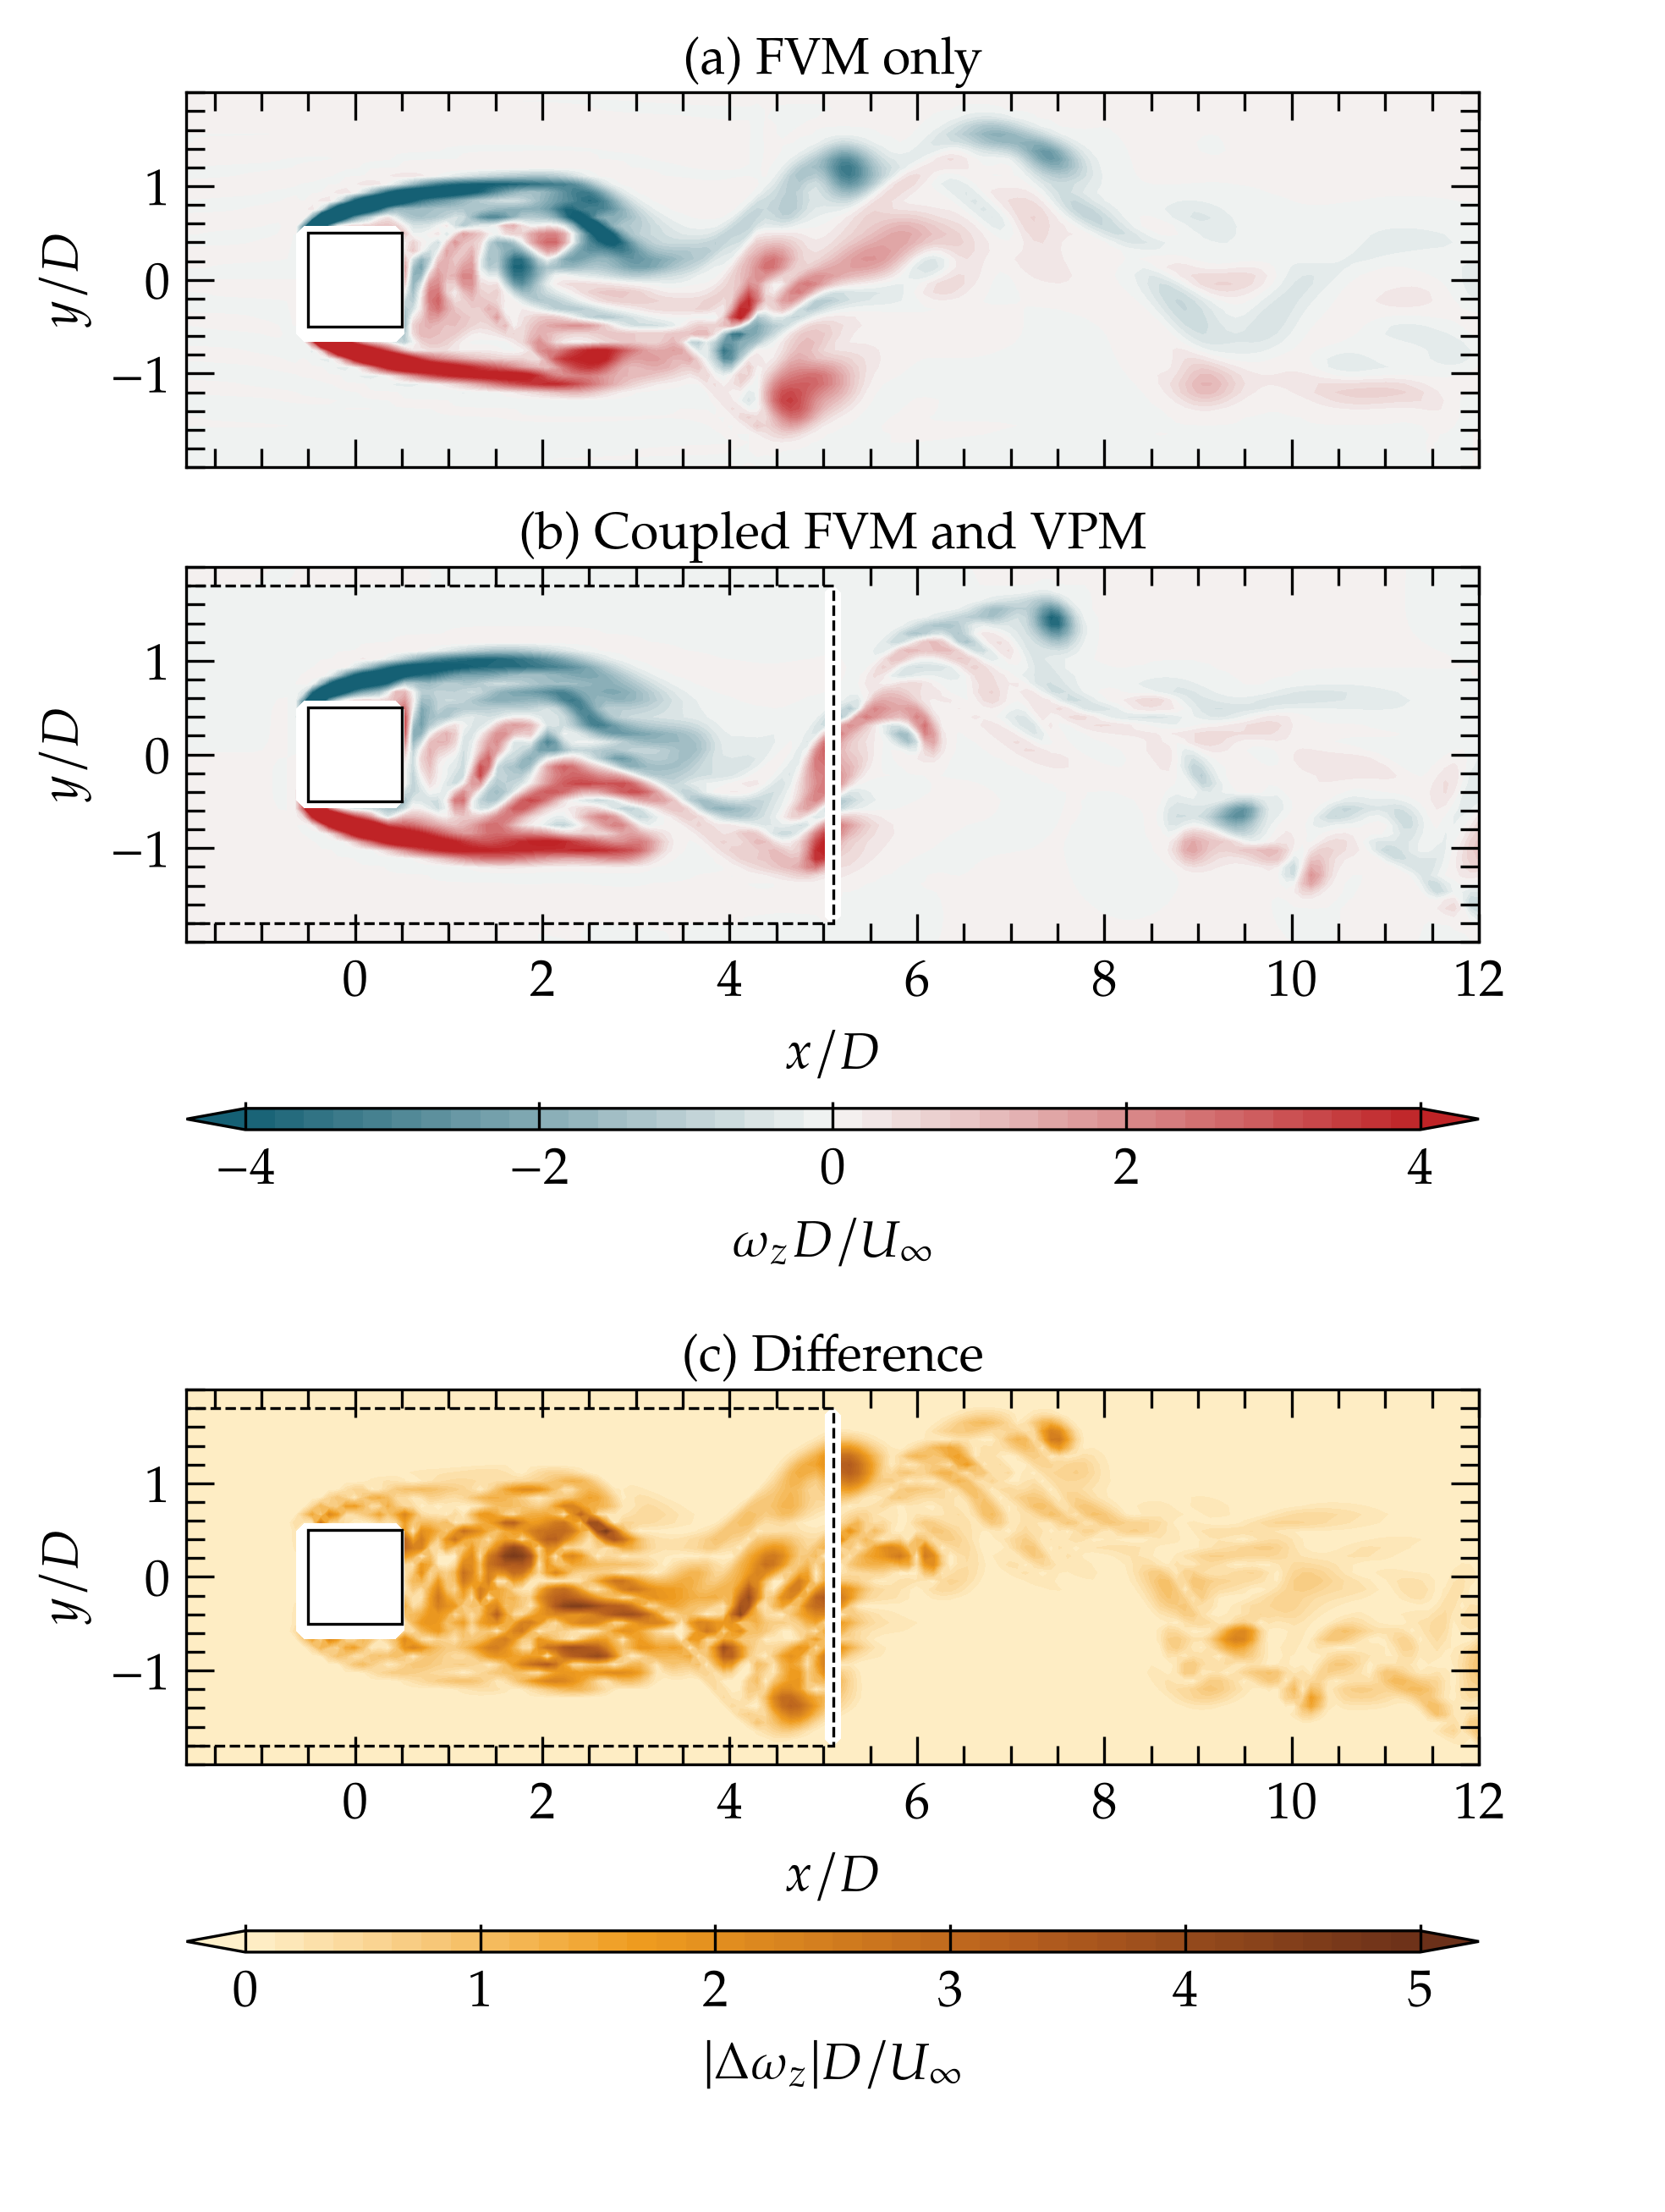 (a) FVM only
1
0
−1
y/D
(b) Coupled FVM and VPM
1
0
−1
y/D
0 2 4 6 8 10 12
x/D
−4 −2 0 2 4
ω_z D/U_∞
(c) Difference
1
0
−1
y/D
0 2 4 6 8 10 12
x/D
0 1 2 3 4 5
|Δω_z|D/U_∞